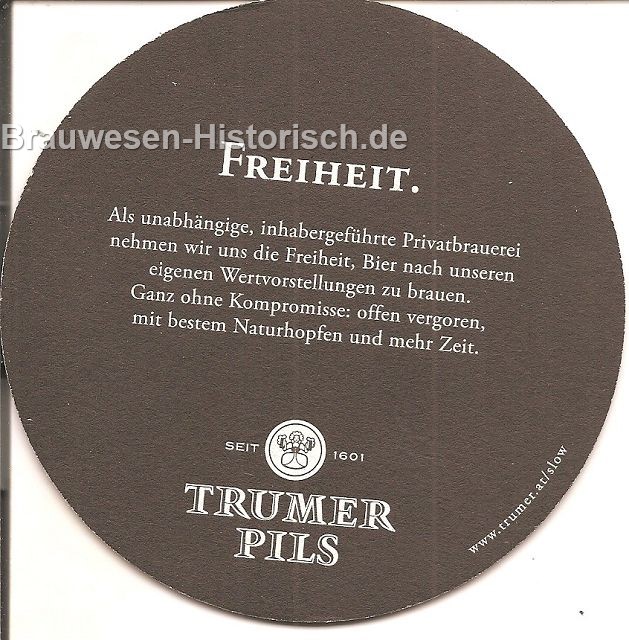 Brauwesen-Historisch.de
FREIHEIT.
Als unabhängige, inhabergeführte Privatbrauerei
nehmen wir uns die Freiheit, Bier nach unseren
eigenen Wertvorstellungen zu brauen.
Ganz ohne Kompromisse: offen vergoren,
mit bestem Naturhopfen und mehr Zeit.
SEIT 1601
TRUMER
PILS
www.trumer.at/slow